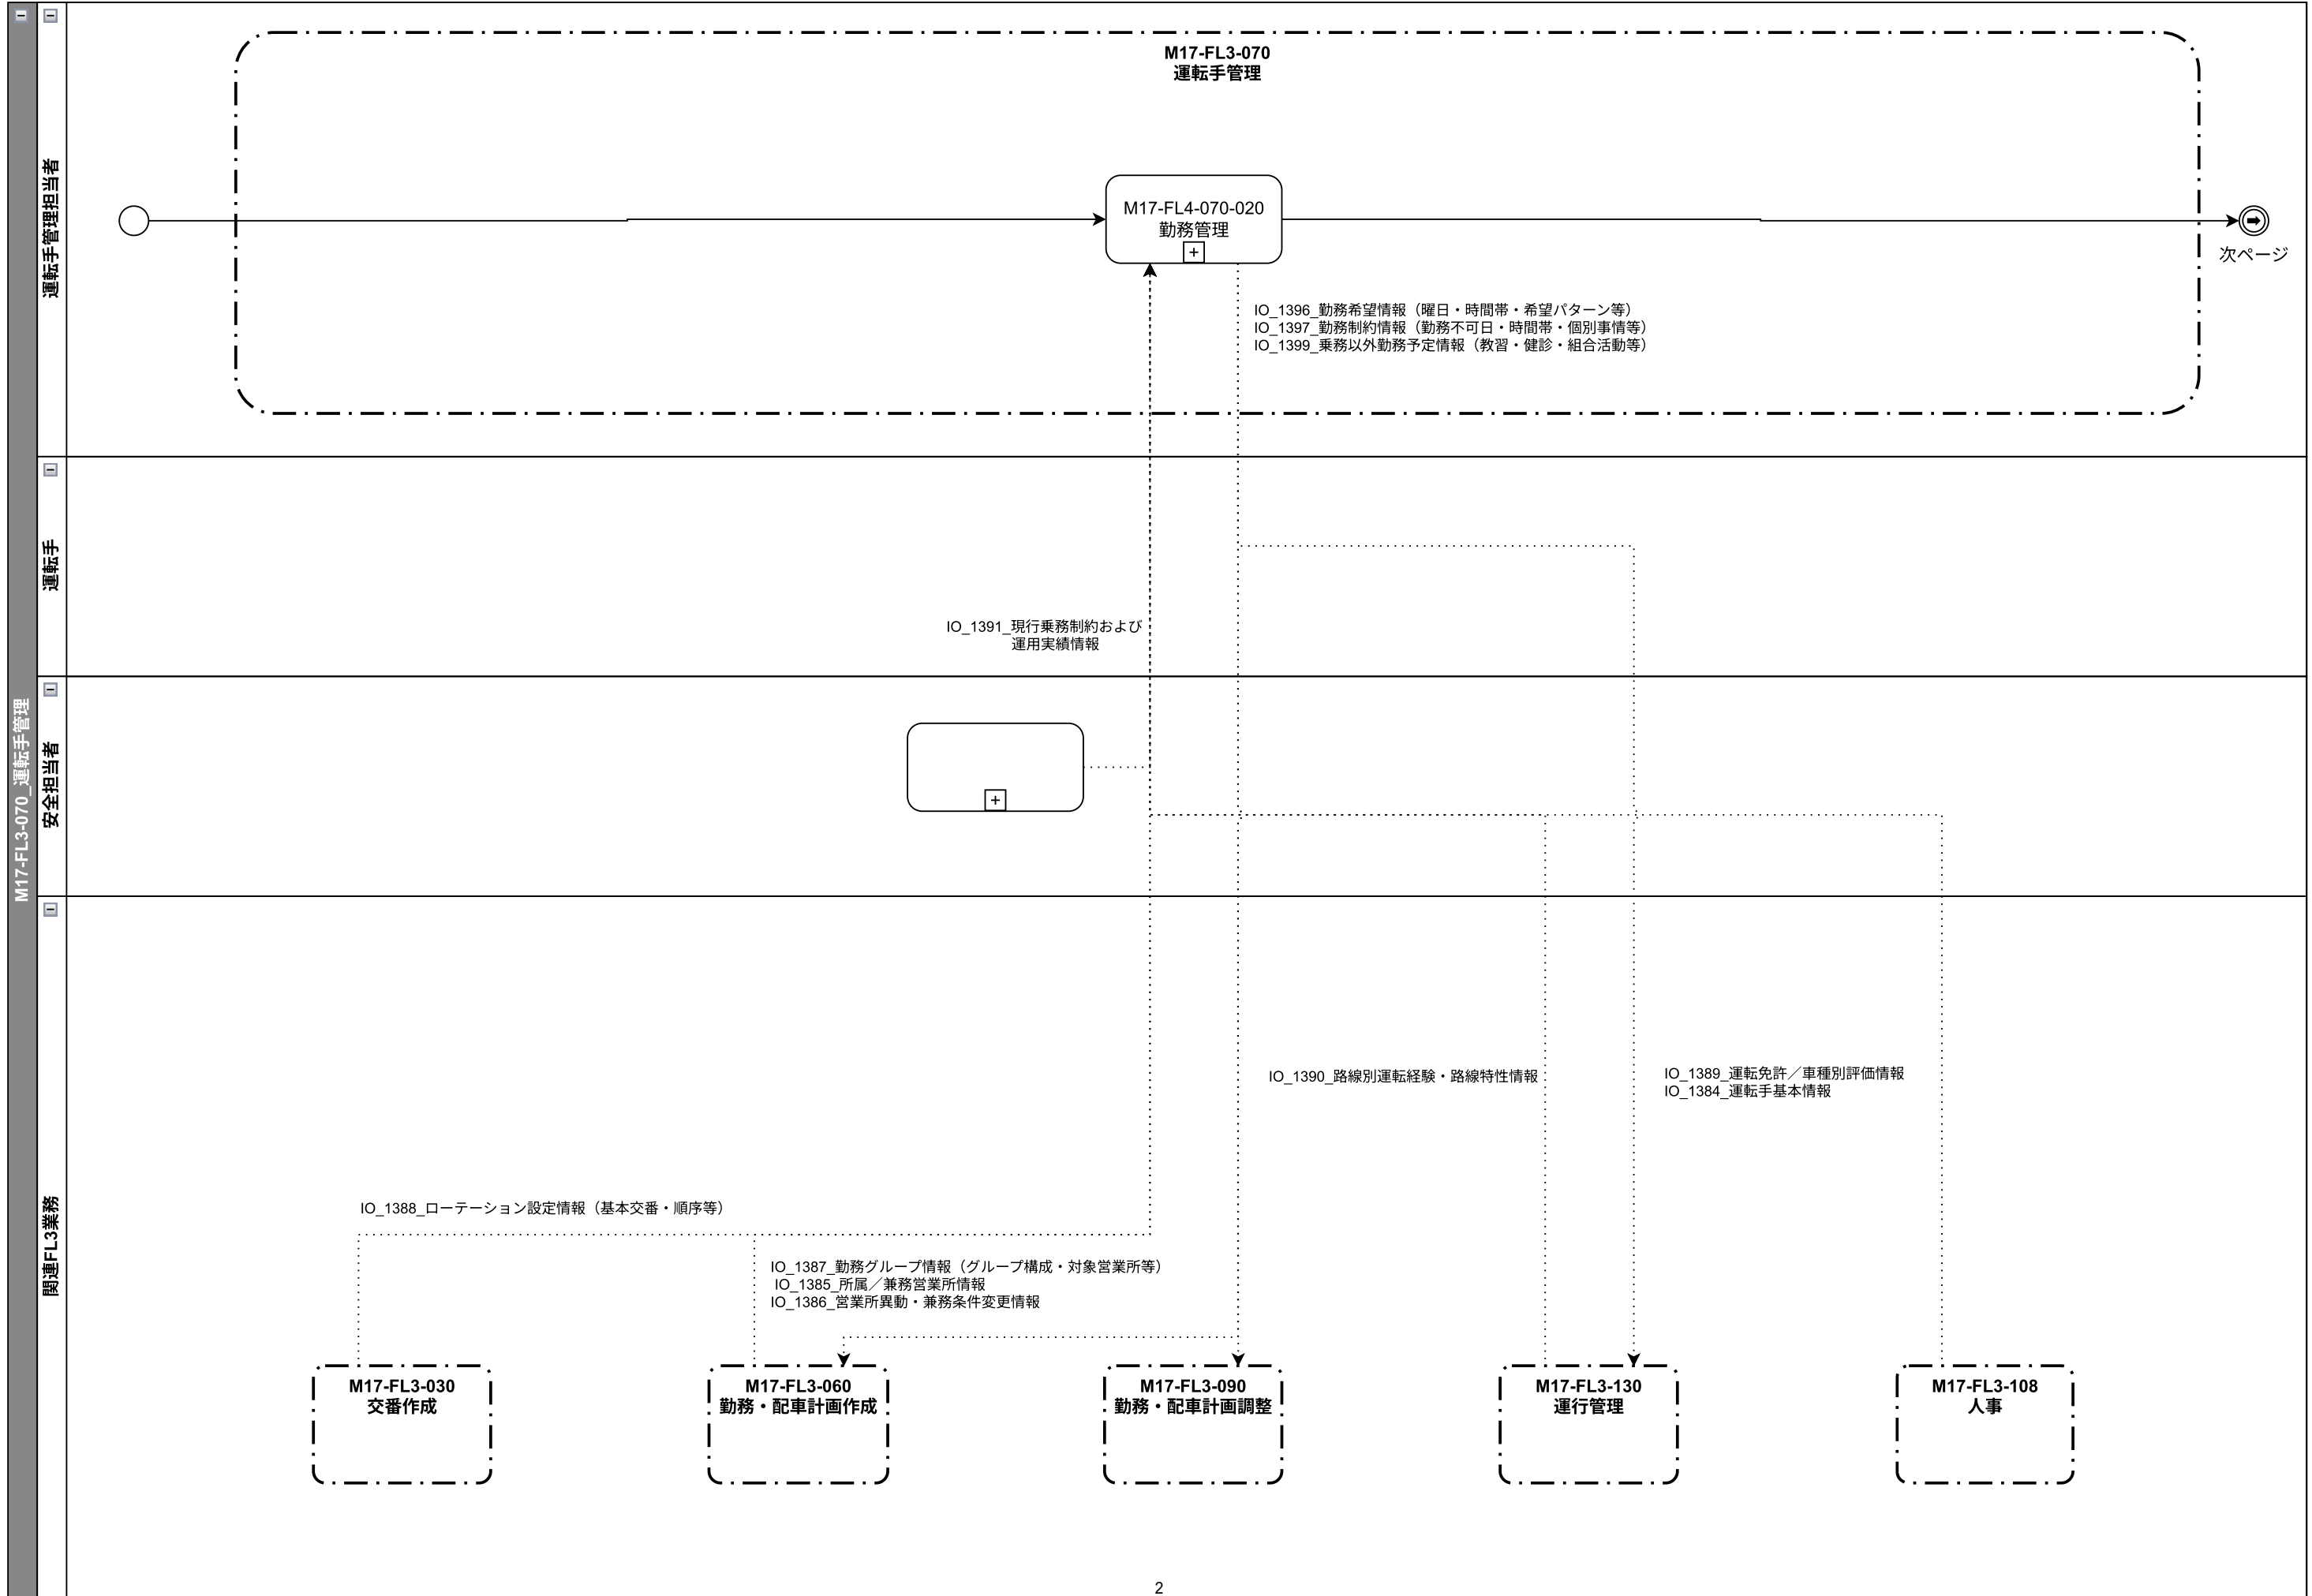 M17-FL3-070_運転手管理
運転手管理担当者
M17-FL3-070
運転手管理
M17-FL4-070-020
勤務管理
次ページ
IO_1396_勤務希望情報（曜日・時間帯・希望パターン等）
IO_1397_勤務制約情報（勤務不可日・時間帯・個別事情等）
IO_1399_乗務以外勤務予定情報（教習・健診・組合活動等）
運転手
IO_1391_現行乗務制約および
運用実績情報
安全担当者
関連FL3業務
IO_1390_路線別運転経験・路線特性情報
IO_1389_運転免許／車種別評価情報
IO_1384_運転手基本情報
IO_1388_ローテーション設定情報（基本交番・順序等）
IO_1387_勤務グループ情報（グループ構成・対象営業所等）
IO_1385_所属／兼務営業所情報
IO_1386_営業所異動・兼務条件変更情報
M17-FL3-030
交番作成
M17-FL3-060
勤務・配車計画作成
M17-FL3-090
勤務・配車計画調整
M17-FL3-130
運行管理
M17-FL3-108
人事
2